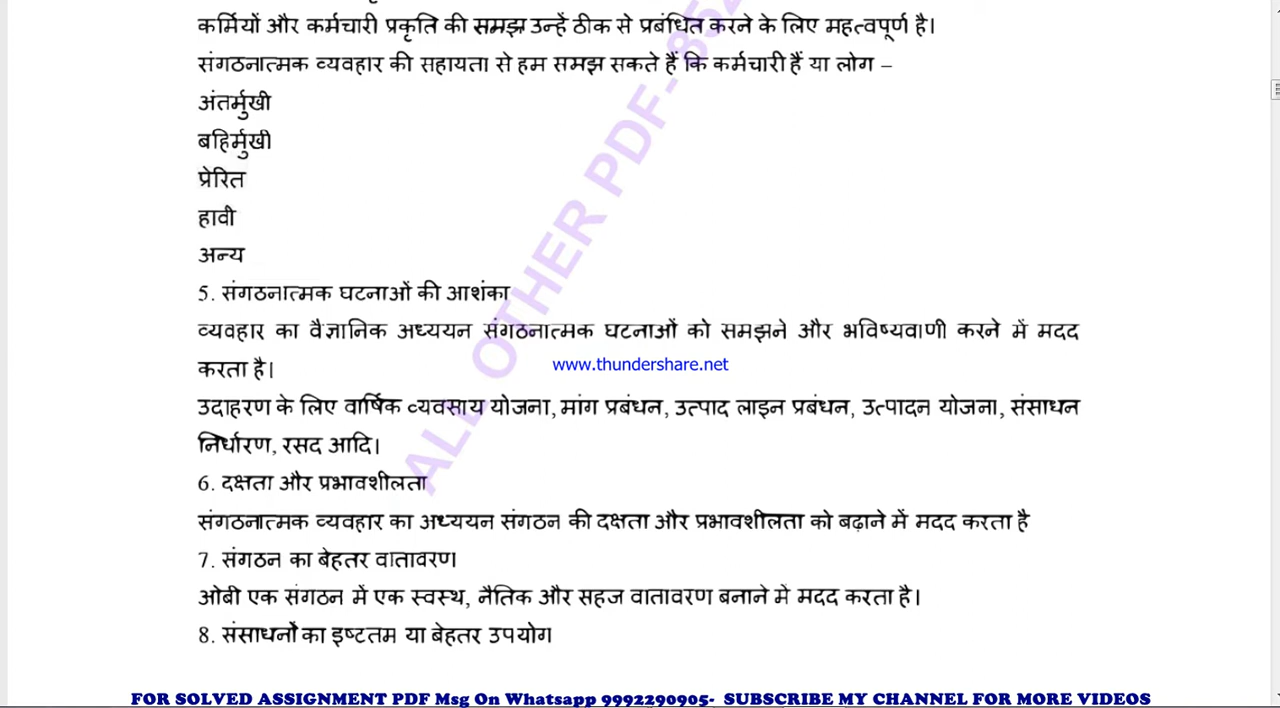 कर्मियों और कर्मचारी प्रकृति की समझ उन्हें ठीक से प्रबंधित करने के लिए महत्वपूर्ण है।
संगठनात्मक व्यवहार की सहायता से हम समझ सकते हैं कि कर्मचारी हैं या लोग –
अंतर्मुखी
बहिर्मुखी
प्रेरित
हावी
अन्य
5. संगठनात्मक घटनाओं की आशंका
व्यवहार का वैज्ञानिक अध्ययन संगठनात्मक घटनाओं को समझने और भविष्यवाणी करने में मदद
करता है।
www.thundershare.net
उदाहरण के लिए वार्षिक व्यवसाय योजना, मांग प्रबंधन, उत्पाद लाइन प्रबंधन, उत्पादन योजना, संसाधन
निर्धारण, रसद आदि।
6. दक्षता और प्रभावशीलता
संगठनात्मक व्यवहार का अध्ययन संगठन की दक्षता और प्रभावशीलता को बढ़ाने में मदद करता है
7. संगठन का बेहतर वातावरण
ओबी एक संगठन में एक स्वस्थ, नैतिक और सहज वातावरण बनाने में मदद करता है।
8. संसाधनों का इष्टतम या बेहतर उपयोग
ALL OTHER PDF-852
FOR SOLVED ASSIGNMENT PDF Msg On Whatsapp 9992290905- SUBSCRIBE MY CHANNEL FOR MORE VIDEOS